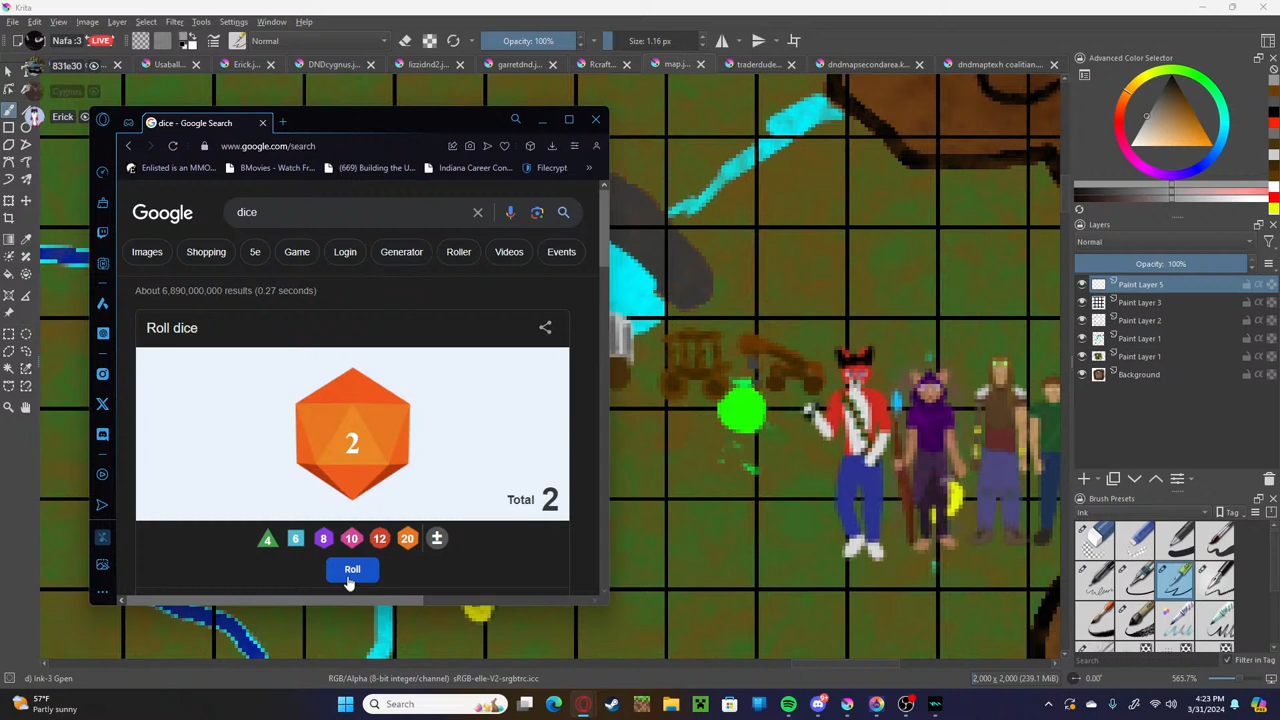 Krita
File Edit View Image Layer Select Filter Tools Settings Window Help
Nafa :3 LIVE
Normal
Opacity: 100%
Size: 1.16 px
831e30
Usaball...
Erick.j...
DNDcygnus.j...
lizzidnd2.j...
garretdnd.j...
Rcraft...
map.j...
traderdude...
dndmapsecondarea.k...
dndmaptexh coalitian....
Cygnus
Erick
dice - Google Search
www.google.com/search
Enlisted is an MMO...
BMovies - Watch Fr...
(669) Building the U...
Indiana Career Con...
Filecrypt
»
Google
dice
Images Shopping 5e Game Login Generator Roller Videos Events
About 6,890,000,000 results (0.27 seconds)
Roll dice
2
Total 2
4 6 8 10 12 20 ±
Roll
Advanced Color Selector
Layers
Normal
Opacity: 100%
Paint Layer 5
Paint Layer 3
Paint Layer 2
Paint Layer 1
Paint Layer 1
Background
Brush Presets
Ink
Tag
Search
Filter in Tag
d) Ink-3 Gpen
RGB/Alpha (8-bit integer/channel) sRGB-elle-V2-srgbtrc.icc
2,000 x 2,000 (239.1 MiB)
0.00°
565.7%
57°F
Partly sunny
Search
4:23 PM
3/31/2024